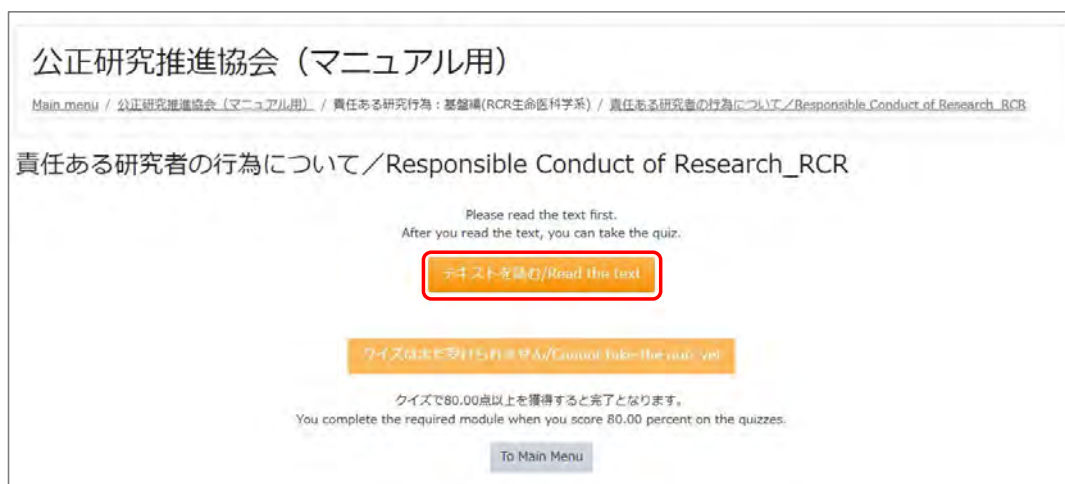 公正研究推進協会（マニュアル用）
Main menu / 公正研究推進協会（マニュアル用） / 責任ある研究行為：基盤編(RCR生命医科学系) / 責任ある研究者の行為について／Responsible Conduct of Research_RCR
責任ある研究者の行為について／Responsible Conduct of Research_RCR
Please read the text first.
After you read the text, you can take the quiz.
テキストを読む/Read the text
クイズはまだ受けられません/Cannot take the quiz yet
クイズで80.00点以上を獲得すると完了となります。
You complete the required module when you score 80.00 percent on the quizzes.
To Main Menu